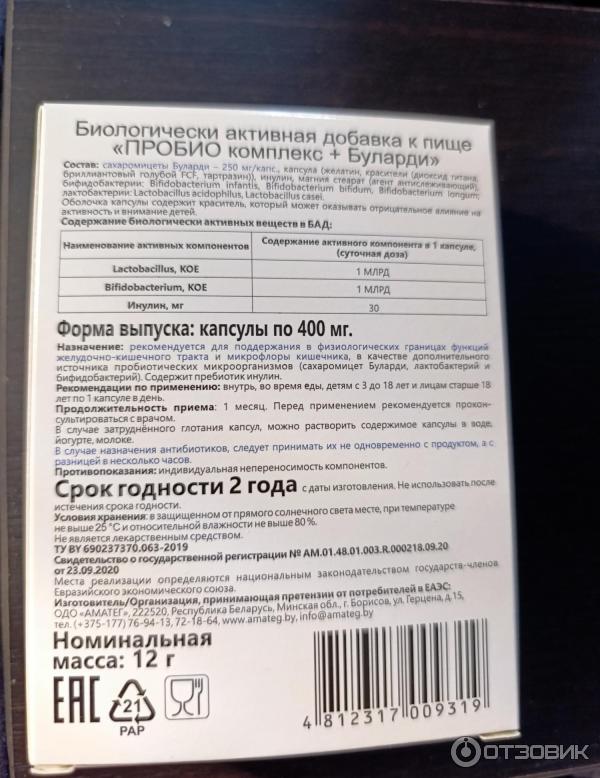 Биологически активная добавка к пище
«ПРОБИО комплекс + Буларди»
Состав: сахаромицеты Буларди – 250 мг/капс., капсула (желатин, красители (диоксид титана,
бриллиантовый голубой FCF, тартразин)), инулин, магния стеарат (агент антислеживающий),
бифидобактерии: Bifidobacterium infantis, Bifidobacterium bifidum, Bifidobacterium longum;
лактобактерии: Lactobacillus acidophilus, Lactobacillus casei.
Оболочка капсулы содержит краситель, который может оказывать отрицательное влияние на
активность и внимание детей.
Содержание биологически активных веществ в БАД:
Наименование активных компонентов Содержание активного компонента в 1 капсуле,
(суточная доза)
Lactobacillus, КОЕ 1 МЛРД
Bifidobacterium, КОЕ 1 МЛРД
Инулин, мг 30
Форма выпуска: капсулы по 400 мг.
Назначение: рекомендуется для поддержания в физиологических границах функций
желудочно-кишечного тракта и микрофлоры кишечника, в качестве дополнительного
источника пробиотических микроорганизмов (сахаромицет Буларди, лактобактерий и
бифидобактерий). Содержит пребиотик инулин.
Рекомендации по применению: внутрь, во время еды, детям с 3 до 18 лет и лицам старше 18
лет по 1 капсуле в день.
Продолжительность приема: 1 месяц. Перед применением рекомендуется прокон-
сультироваться с врачом.
В случае затруднённого глотания капсул, можно растворить содержимое капсулы в воде,
йогурте, молоке.
В случае назначения антибиотиков, следует принимать их не одновременно с продуктом, а с
разницей в несколько часов.
Противопоказания: индивидуальная непереносимость компонентов.
Срок годности 2 года с даты изготовления. Не использовать после
истечения срока годности.
Условия хранения: в защищенном от прямого солнечного света месте, при температуре
не выше 25 °С и относительной влажности не выше 80 %.
Не является лекарственным средством.
ТУ BY 690237370.063-2019
Свидетельство о государственной регистрации № AM.01.48.01.003.R.000218.09.20
от 23.09.2020
Места реализации определяются национальным законодательством государств-членов
Евразийского экономического союза.
Изготовитель/Организация, принимающая претензии от потребителей в ЕАЭС:
ОДО «АМАТЕГ», 222520, Республика Беларусь, Минская обл., г. Борисов, ул. Герцена, д.15,
тел. (+375-177) 76-94-13, 72-18-64, www.amateg.by, info@amateg.by
Номинальная
масса: 12 г
EAC
21
PAP
4 812317 009319
ОТЗОВИК